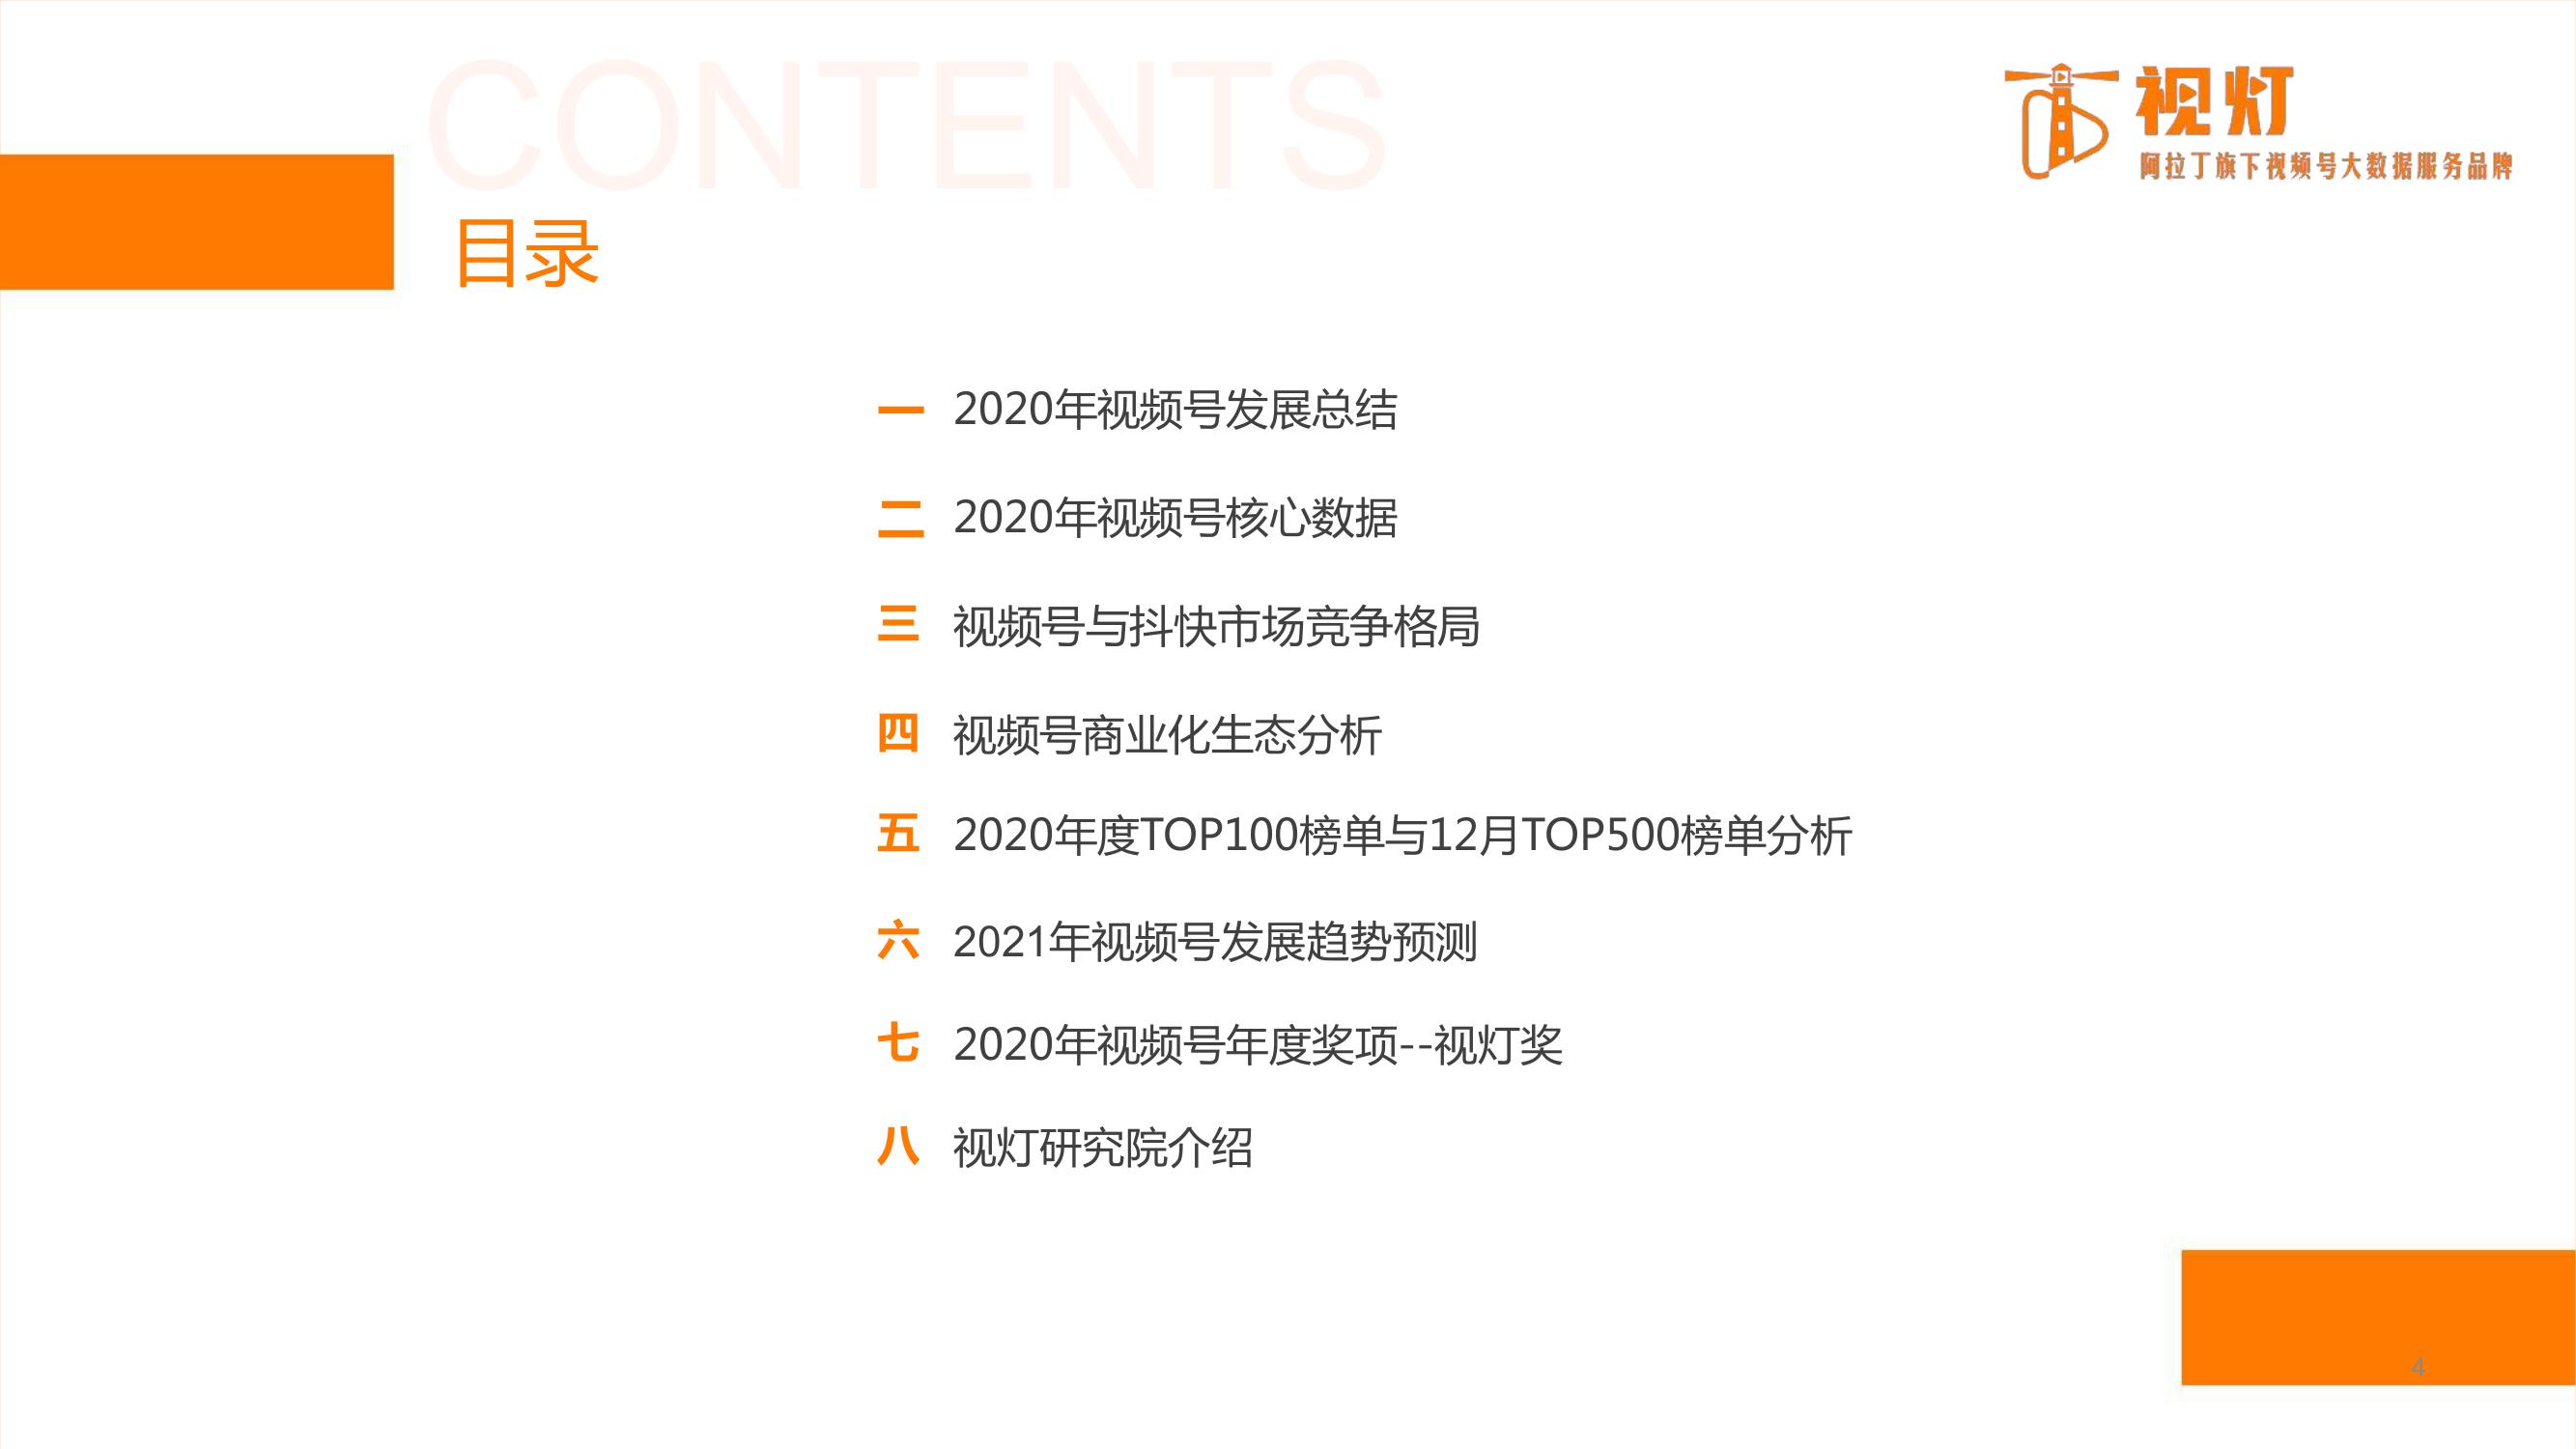 CONTENTS
视灯
阿拉丁旗下视频号大数据服务品牌
目录
一 2020年视频号发展总结
二 2020年视频号核心数据
三 视频号与抖快市场竞争格局
四 视频号商业化生态分析
五 2020年度TOP100榜单与12月TOP500榜单分析
六 2021年视频号发展趋势预测
七 2020年视频号年度奖项--视灯奖
八 视灯研究院介绍
4